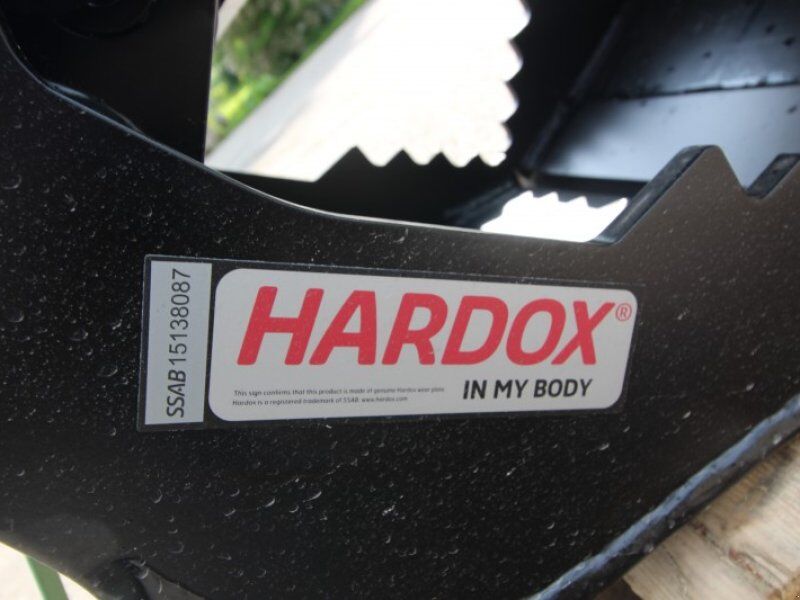 SSAB 15138087
HARDOX®
IN MY BODY
This sign confirms that this product is made of genuine Hardox wear plate
Hardox is a registered trademark of SSAB. www.hardox.com